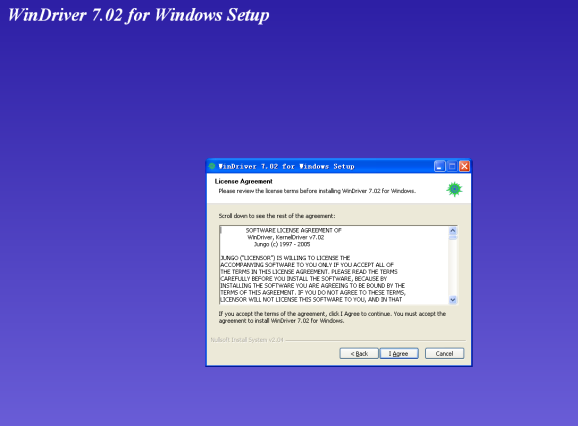 WinDriver 7.02 for Windows Setup
WinDriver 7.02 for Windows Setup
License Agreement
Please review the license terms before installing WinDriver 7.02 for Windows.
Scroll down to see the rest of the agreement:
SOFTWARE LICENSE AGREEMENT OF
WinDriver, KernelDriver v7.02
Jungo (c) 1997 - 2005
JUNGO ("LICENSOR") IS WILLING TO LICENSE THE
ACCOMPANYING SOFTWARE TO YOU ONLY IF YOU ACCEPT ALL OF
THE TERMS IN THIS LICENSE AGREEMENT. PLEASE READ THE TERMS
CAREFULLY BEFORE YOU INSTALL THE SOFTWARE, BECAUSE BY
INSTALLING THE SOFTWARE YOU ARE AGREEING TO BE BOUND BY THE
TERMS OF THIS AGREEMENT. IF YOU DO NOT AGREE TO THESE TERMS,
LICENSOR WILL NOT LICENSE THIS SOFTWARE TO YOU, AND IN THAT
If you accept the terms of the agreement, click I Agree to continue. You must accept the
agreement to install WinDriver 7.02 for Windows.
Nullsoft Install System v2.04
< Back I Agree Cancel